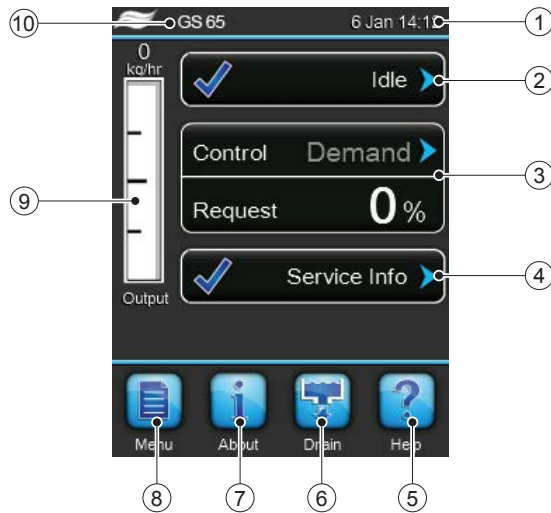 10 GS 65 6 Jan 14:1 1
0
kg/hr
Idle 2
Control Demand 3
Request 0 %
9
Service Info 4
Output
Menu About Drain Help
8 7 6 5